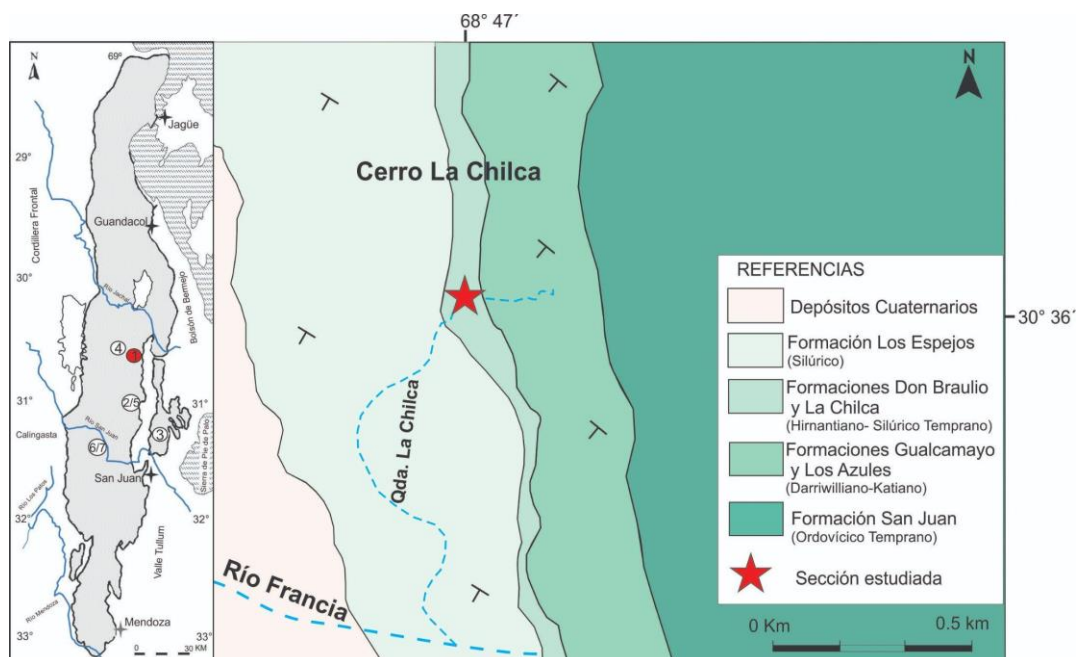 68° 47´
N
69º
Jagüe
29°
Cordillera Frontal
Guandacol
30°
Río Jáchal
Bolsón de Bermejo
4
1
31°
2/5
31°
Calingasta
Río San Juan
3
6/7
San Juan
Sierra de Pie de Palo
Río Los Patos
32°
32°
Valle Tullum
Río Mendoza
Mendoza
33°
33°
0 30 KM
N
Cerro La Chilca
30° 36´
Qda. La Chilca
Río Francia
REFERENCIAS
Depósitos Cuaternarios
Formación Los Espejos
(Silúrico)
Formaciones Don Braulio
y La Chilca
(Hirnantiano- Silúrico Temprano)
Formaciones Gualcamayo
y Los Azules
(Darriwilliano-Katiano)
Formación San Juan
(Ordovícico Temprano)
Sección estudiada
0 Km 0.5 km